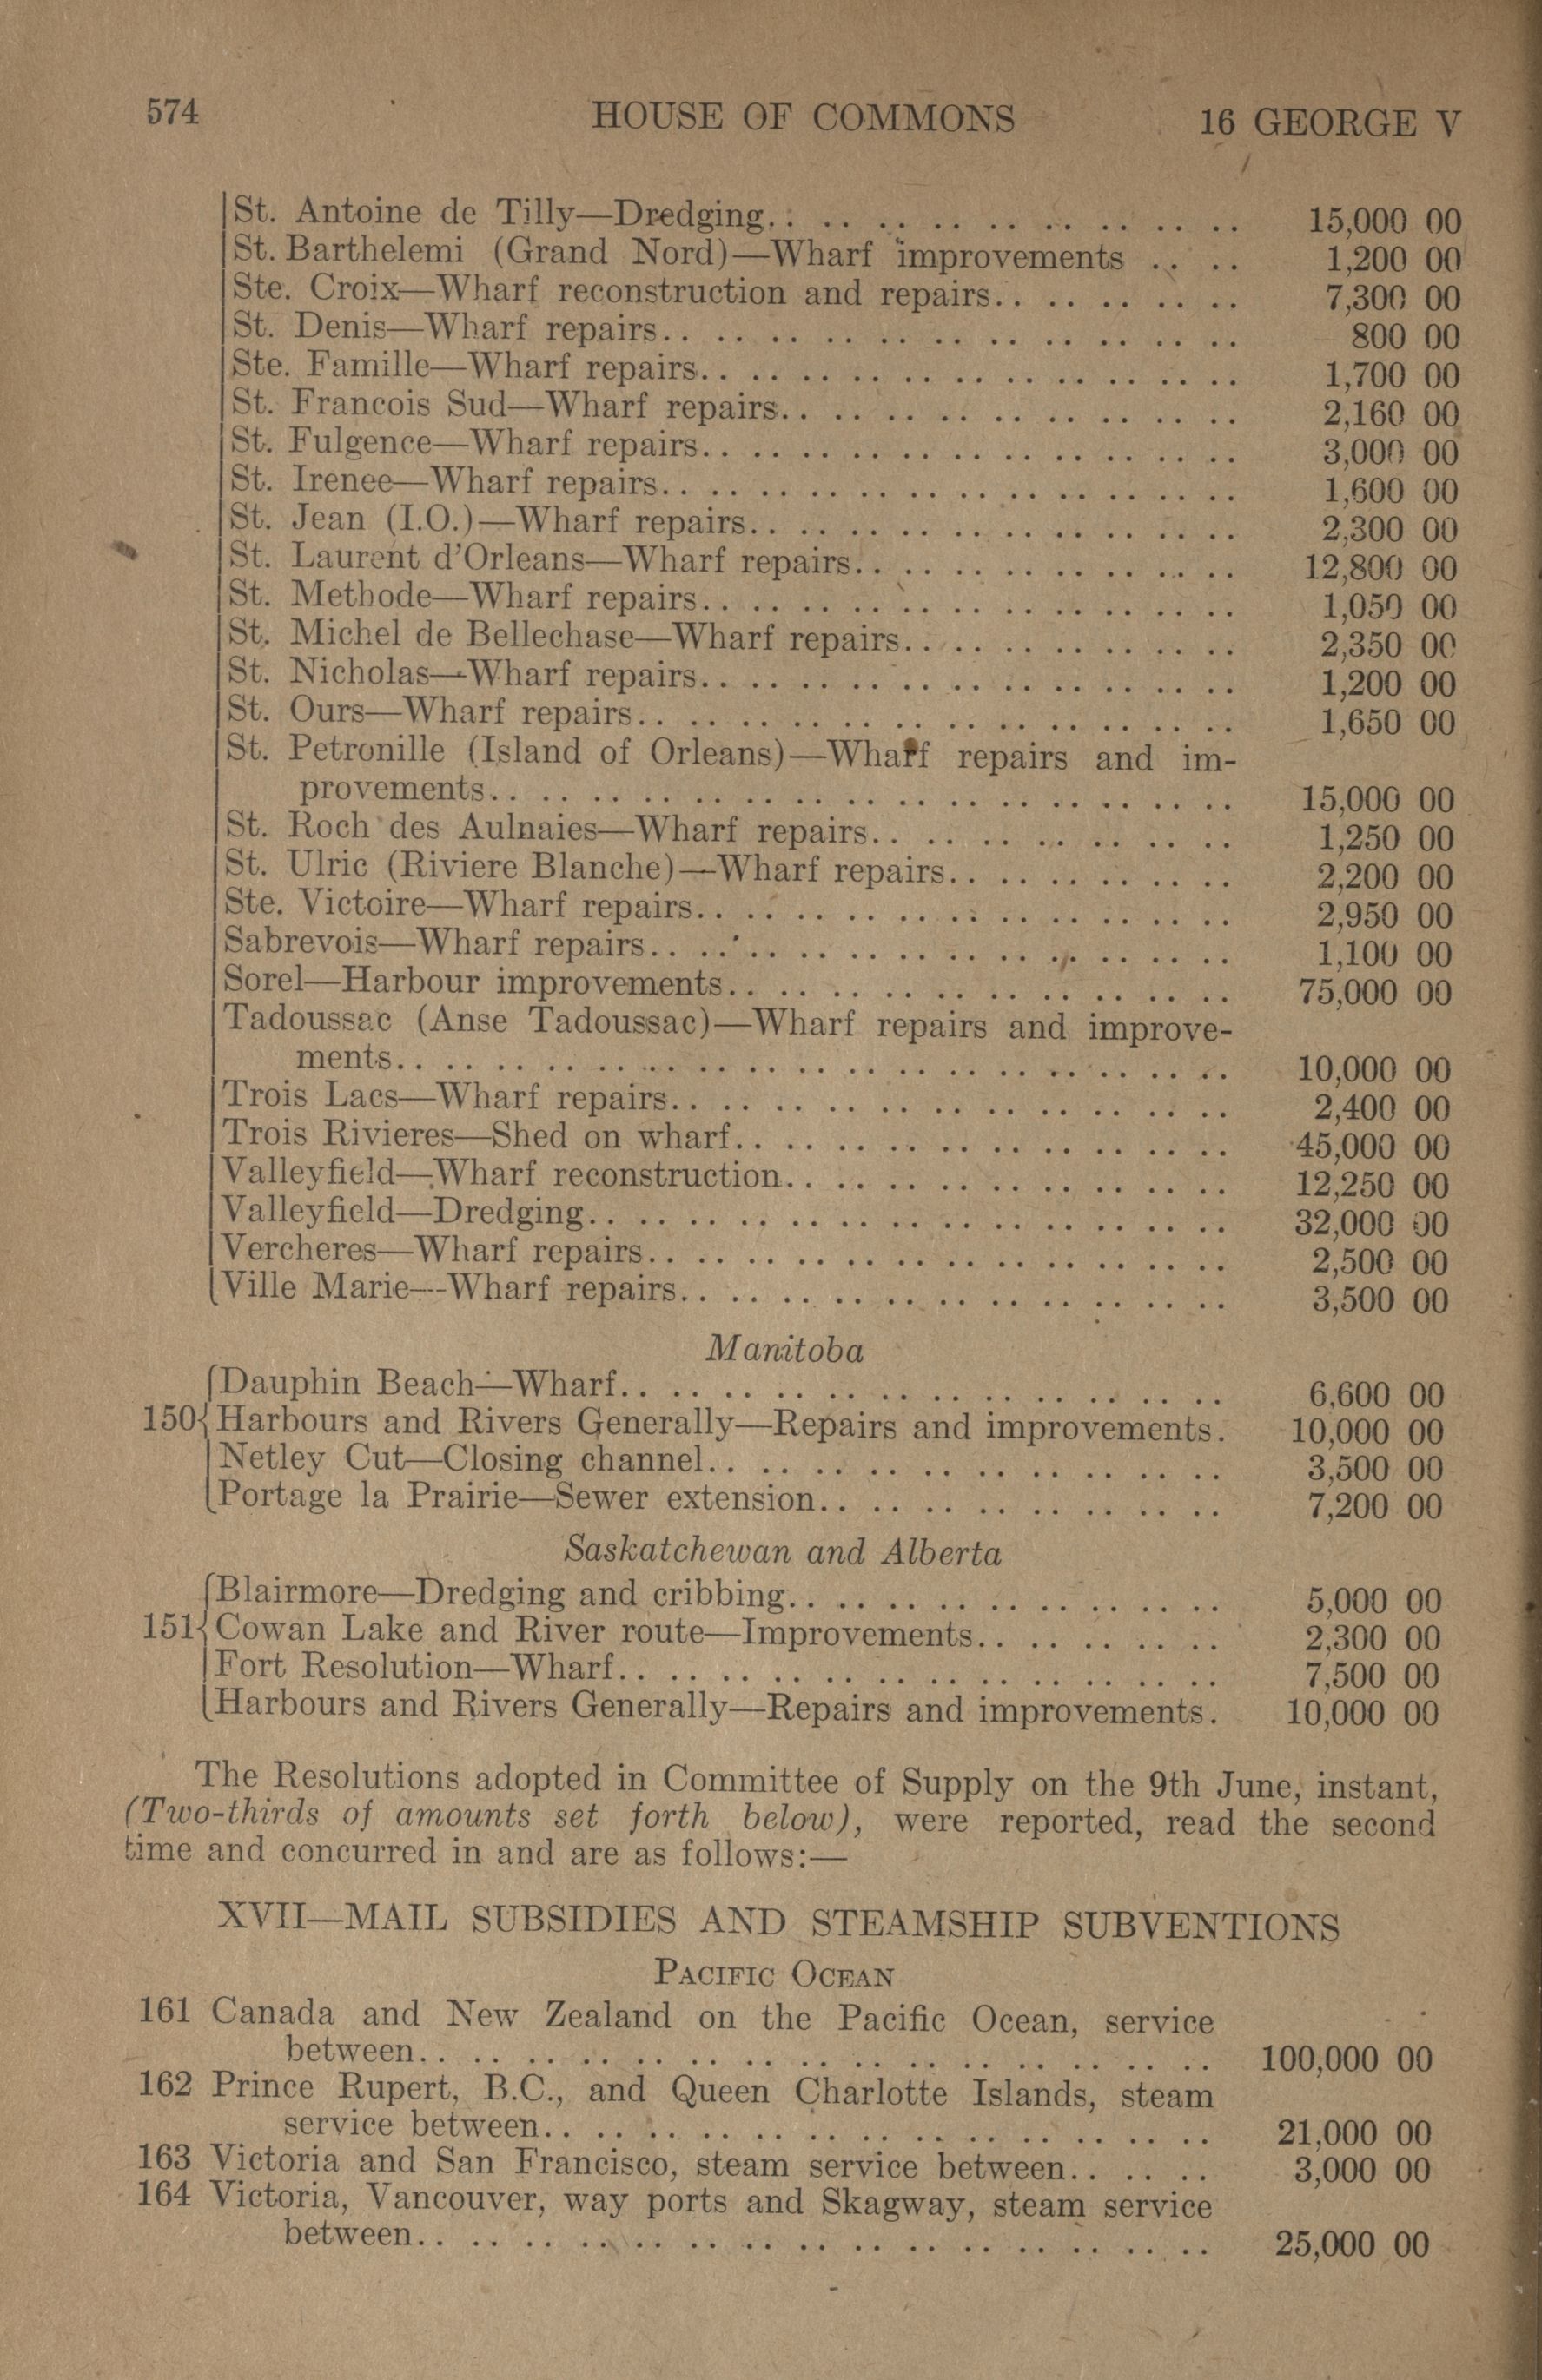 574 HOUSE OF COMMONS 16 GEORGE V
St. Antoine de Tilly—Dredging.. .. .. .. .. .. .. .. .. 15,000 00
St. Barthelemi (Grand Nord)—Wharf improvements .. .. 1,200 00
Ste. Croix—Wharf reconstruction and repairs.. .. .. .. .. 7,300 00
St. Denis—Wharf repairs.. .. .. .. .. .. .. .. .. .. .. 800 00
Ste. Famille—Wharf repairs.. .. .. .. .. .. .. .. .. .. 1,700 00
St. Francois Sud—Wharf repairs.. .. .. .. .. .. .. .. .. 2,160 00
St. Fulgence—Wharf repairs.. .. .. .. .. .. .. .. .. .. 3,000 00
St. Irenee—Wharf repairs.. .. .. .. .. .. .. .. .. .. .. 1,600 00
St. Jean (I.O.)—Wharf repairs.. .. .. .. .. .. .. .. .. 2,300 00
St. Laurent d'Orleans—Wharf repairs.. .. .. .. .. .. .. 12,800 00
St. Methode—Wharf repairs.. .. .. .. .. .. .. .. .. .. 1,050 00
St. Michel de Bellechase—Wharf repairs.. .. .. .. .. .. 2,350 00
St. Nicholas—Wharf repairs.. .. .. .. .. .. .. .. .. .. 1,200 00
St. Ours—Wharf repairs.. .. .. .. .. .. .. .. .. .. .. 1,650 00
St. Petronille (Island of Orleans)—Wharf repairs and im-
provements.. .. .. .. .. .. .. .. .. .. .. .. .. .. 15,000 00
St. Roch des Aulnaies—Wharf repairs.. .. .. .. .. .. .. 1,250 00
St. Ulric (Riviere Blanche)—Wharf repairs.. .. .. .. .. 2,200 00
Ste. Victoire—Wharf repairs.. .. .. .. .. .. .. .. .. .. 2,950 00
Sabrevois—Wharf repairs.. .. .. .. .. .. .. .. .. .. .. 1,100 00
Sorel—Harbour improvements.. .. .. .. .. .. .. .. .. .. 75,000 00
Tadoussac (Anse Tadoussac)—Wharf repairs and improve-
ments.. .. .. .. .. .. .. .. .. .. .. .. .. .. .. .. 10,000 00
Trois Lacs—Wharf repairs.. .. .. .. .. .. .. .. .. .. .. 2,400 00
Trois Rivieres—Shed on wharf.. .. .. .. .. .. .. .. .. 45,000 00
Valleyfield—Wharf reconstruction.. .. .. .. .. .. .. .. 12,250 00
Valleyfield—Dredging.. .. .. .. .. .. .. .. .. .. .. .. 32,000 00
Vercheres—Wharf repairs.. .. .. .. .. .. .. .. .. .. .. 2,500 00
Ville Marie—Wharf repairs.. .. .. .. .. .. .. .. .. .. 3,500 00
Manitoba
Dauphin Beach—Wharf.. .. .. .. .. .. .. .. .. .. .. 6,600 00
150 Harbours and Rivers Generally—Repairs and improvements. 10,000 00
Netley Cut—Closing channel.. .. .. .. .. .. .. .. .. .. 3,500 00
Portage la Prairie—Sewer extension.. .. .. .. .. .. .. .. 7,200 00
Saskatchewan and Alberta
Blairmore—Dredging and cribbing.. .. .. .. .. .. .. .. 5,000 00
151 Cowan Lake and River route—Improvements.. .. .. .. .. 2,300 00
Fort Resolution—Wharf.. .. .. .. .. .. .. .. .. .. .. 7,500 00
Harbours and Rivers Generally—Repairs and improvements. 10,000 00
The Resolutions adopted in Committee of Supply on the 9th June, instant,
(Two-thirds of amounts set forth below), were reported, read the second
time and concurred in and are as follows:—
XVII—MAIL SUBSIDIES AND STEAMSHIP SUBVENTIONS
PACIFIC OCEAN
161 Canada and New Zealand on the Pacific Ocean, service
between.. .. .. .. .. .. .. .. .. .. .. .. .. .. .. 100,000 00
162 Prince Rupert, B.C., and Queen Charlotte Islands, steam
service between.. .. .. .. .. .. .. .. .. .. .. .. .. 21,000 00
163 Victoria and San Francisco, steam service between.. .. .. 3,000 00
164 Victoria, Vancouver, way ports and Skagway, steam service
between.. .. .. .. .. .. .. .. .. .. .. .. .. .. .. 25,000 00